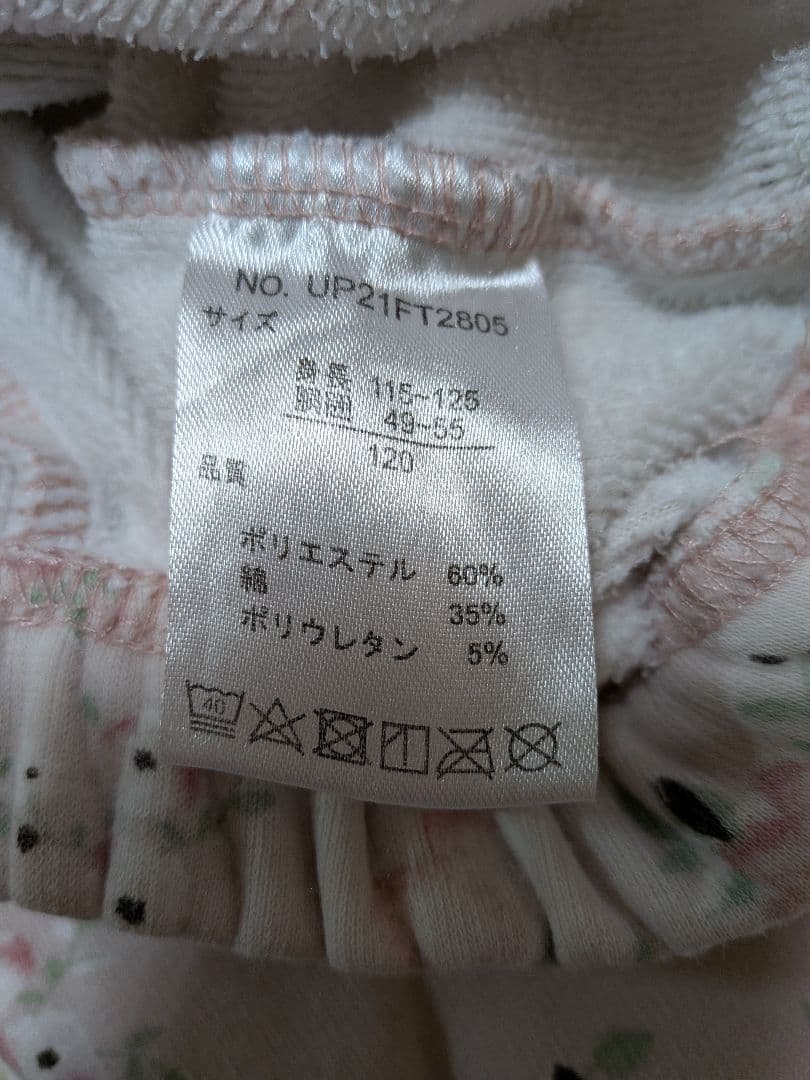 NO. UP21FT2805
サイズ
身長 115~125
胴囲 49~55
120
品質
ポリエステル 60%
綿 35%
ポリウレタン 5%
40